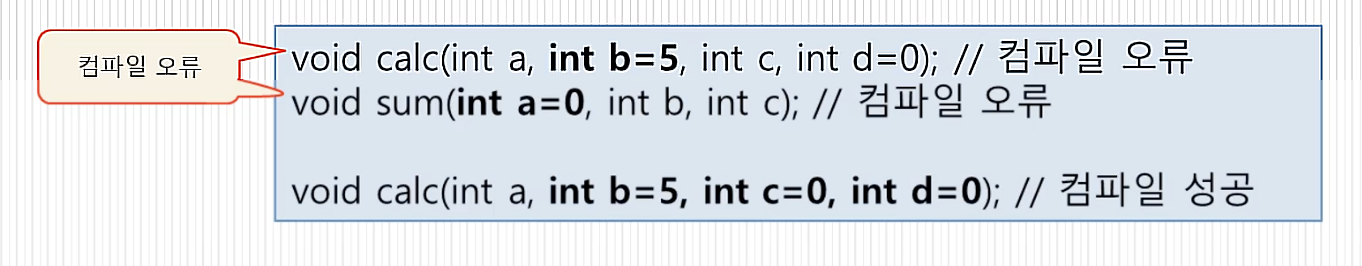 컴파일 오류
void calc(int a, int b=5, int c, int d=0); // 컴파일 오류
void sum(int a=0, int b, int c); // 컴파일 오류
void calc(int a, int b=5, int c=0, int d=0); // 컴파일 성공